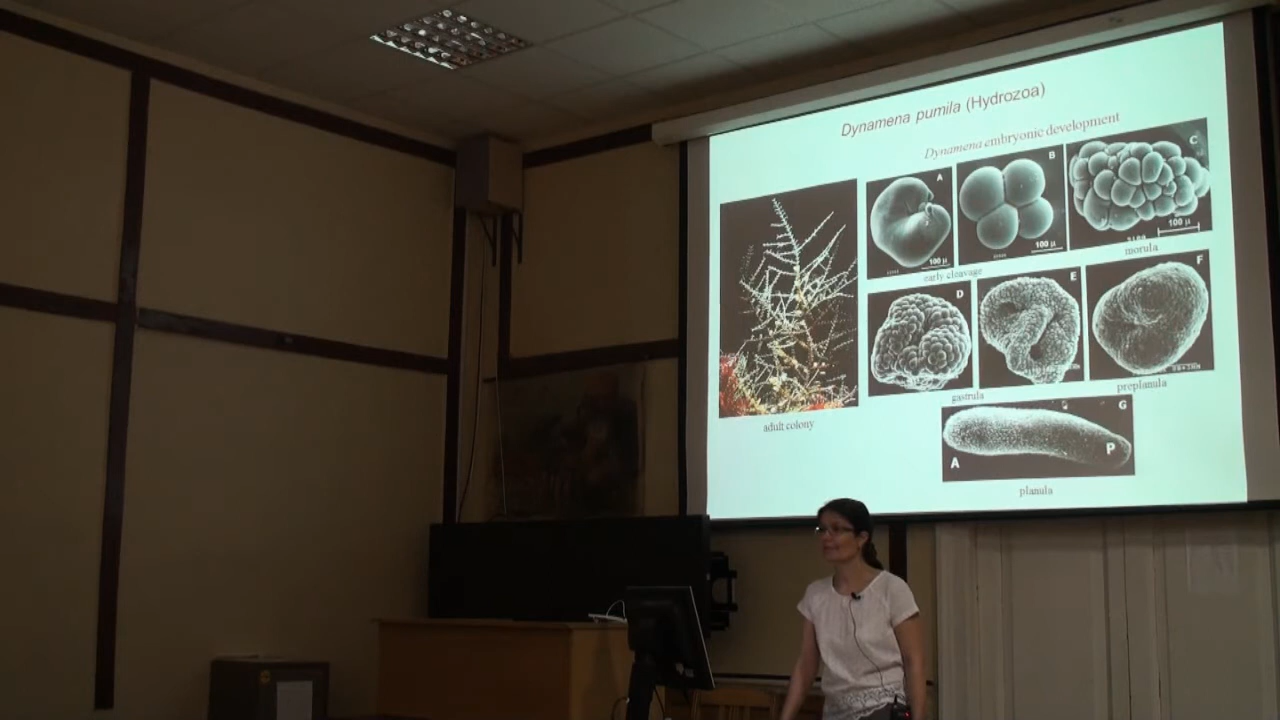 Dynamena pumila (Hydrozoa)
Dynamena embryonic development
A
B
C
100 µ
100 µ
100 µ
early cleavage
morula
D
E
F
gastrula
preplanula
adult colony
G
A
P
planula